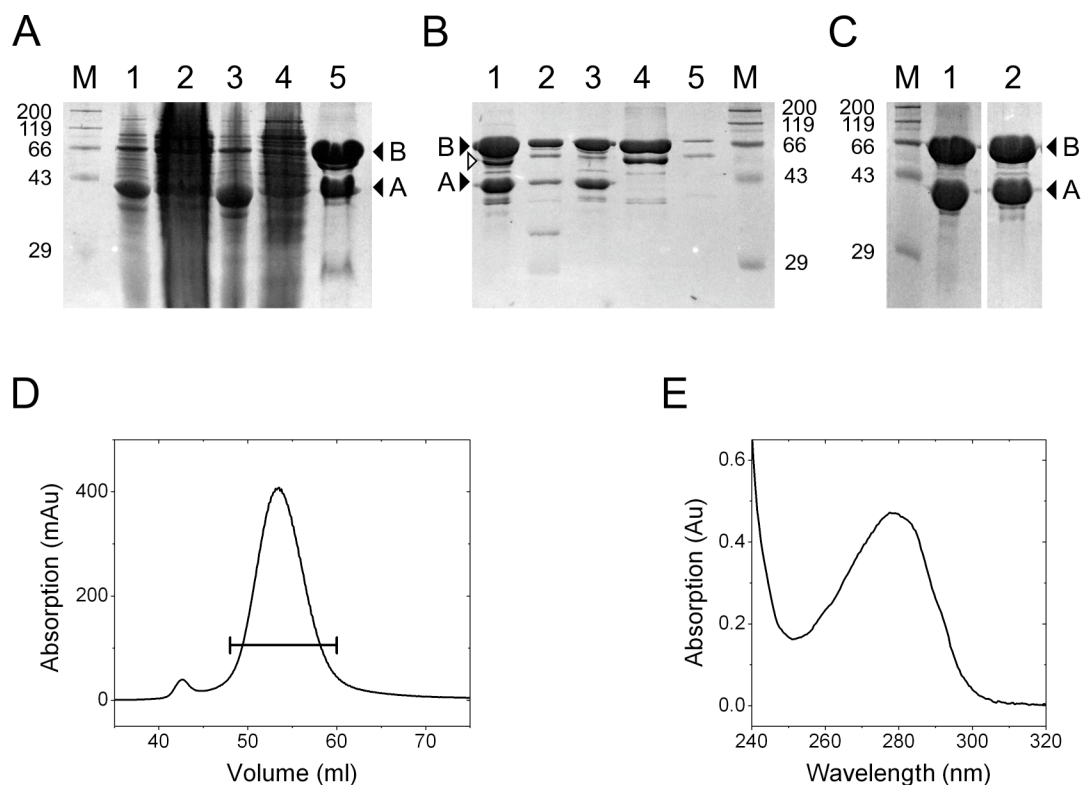 A B C
M 1 2 3 4 5 1 2 3 4 5 M M 1 2
200 200 200
119 119 119
66 B B 66 66 B
43 A A 43 43 A
29 29 29
D E
400
200
0
40 50 60 70
Absorption (mAu)
Volume (ml)
0.6
0.4
0.2
0.0
240 260 280 300 320
Absorption (Au)
Wavelength (nm)